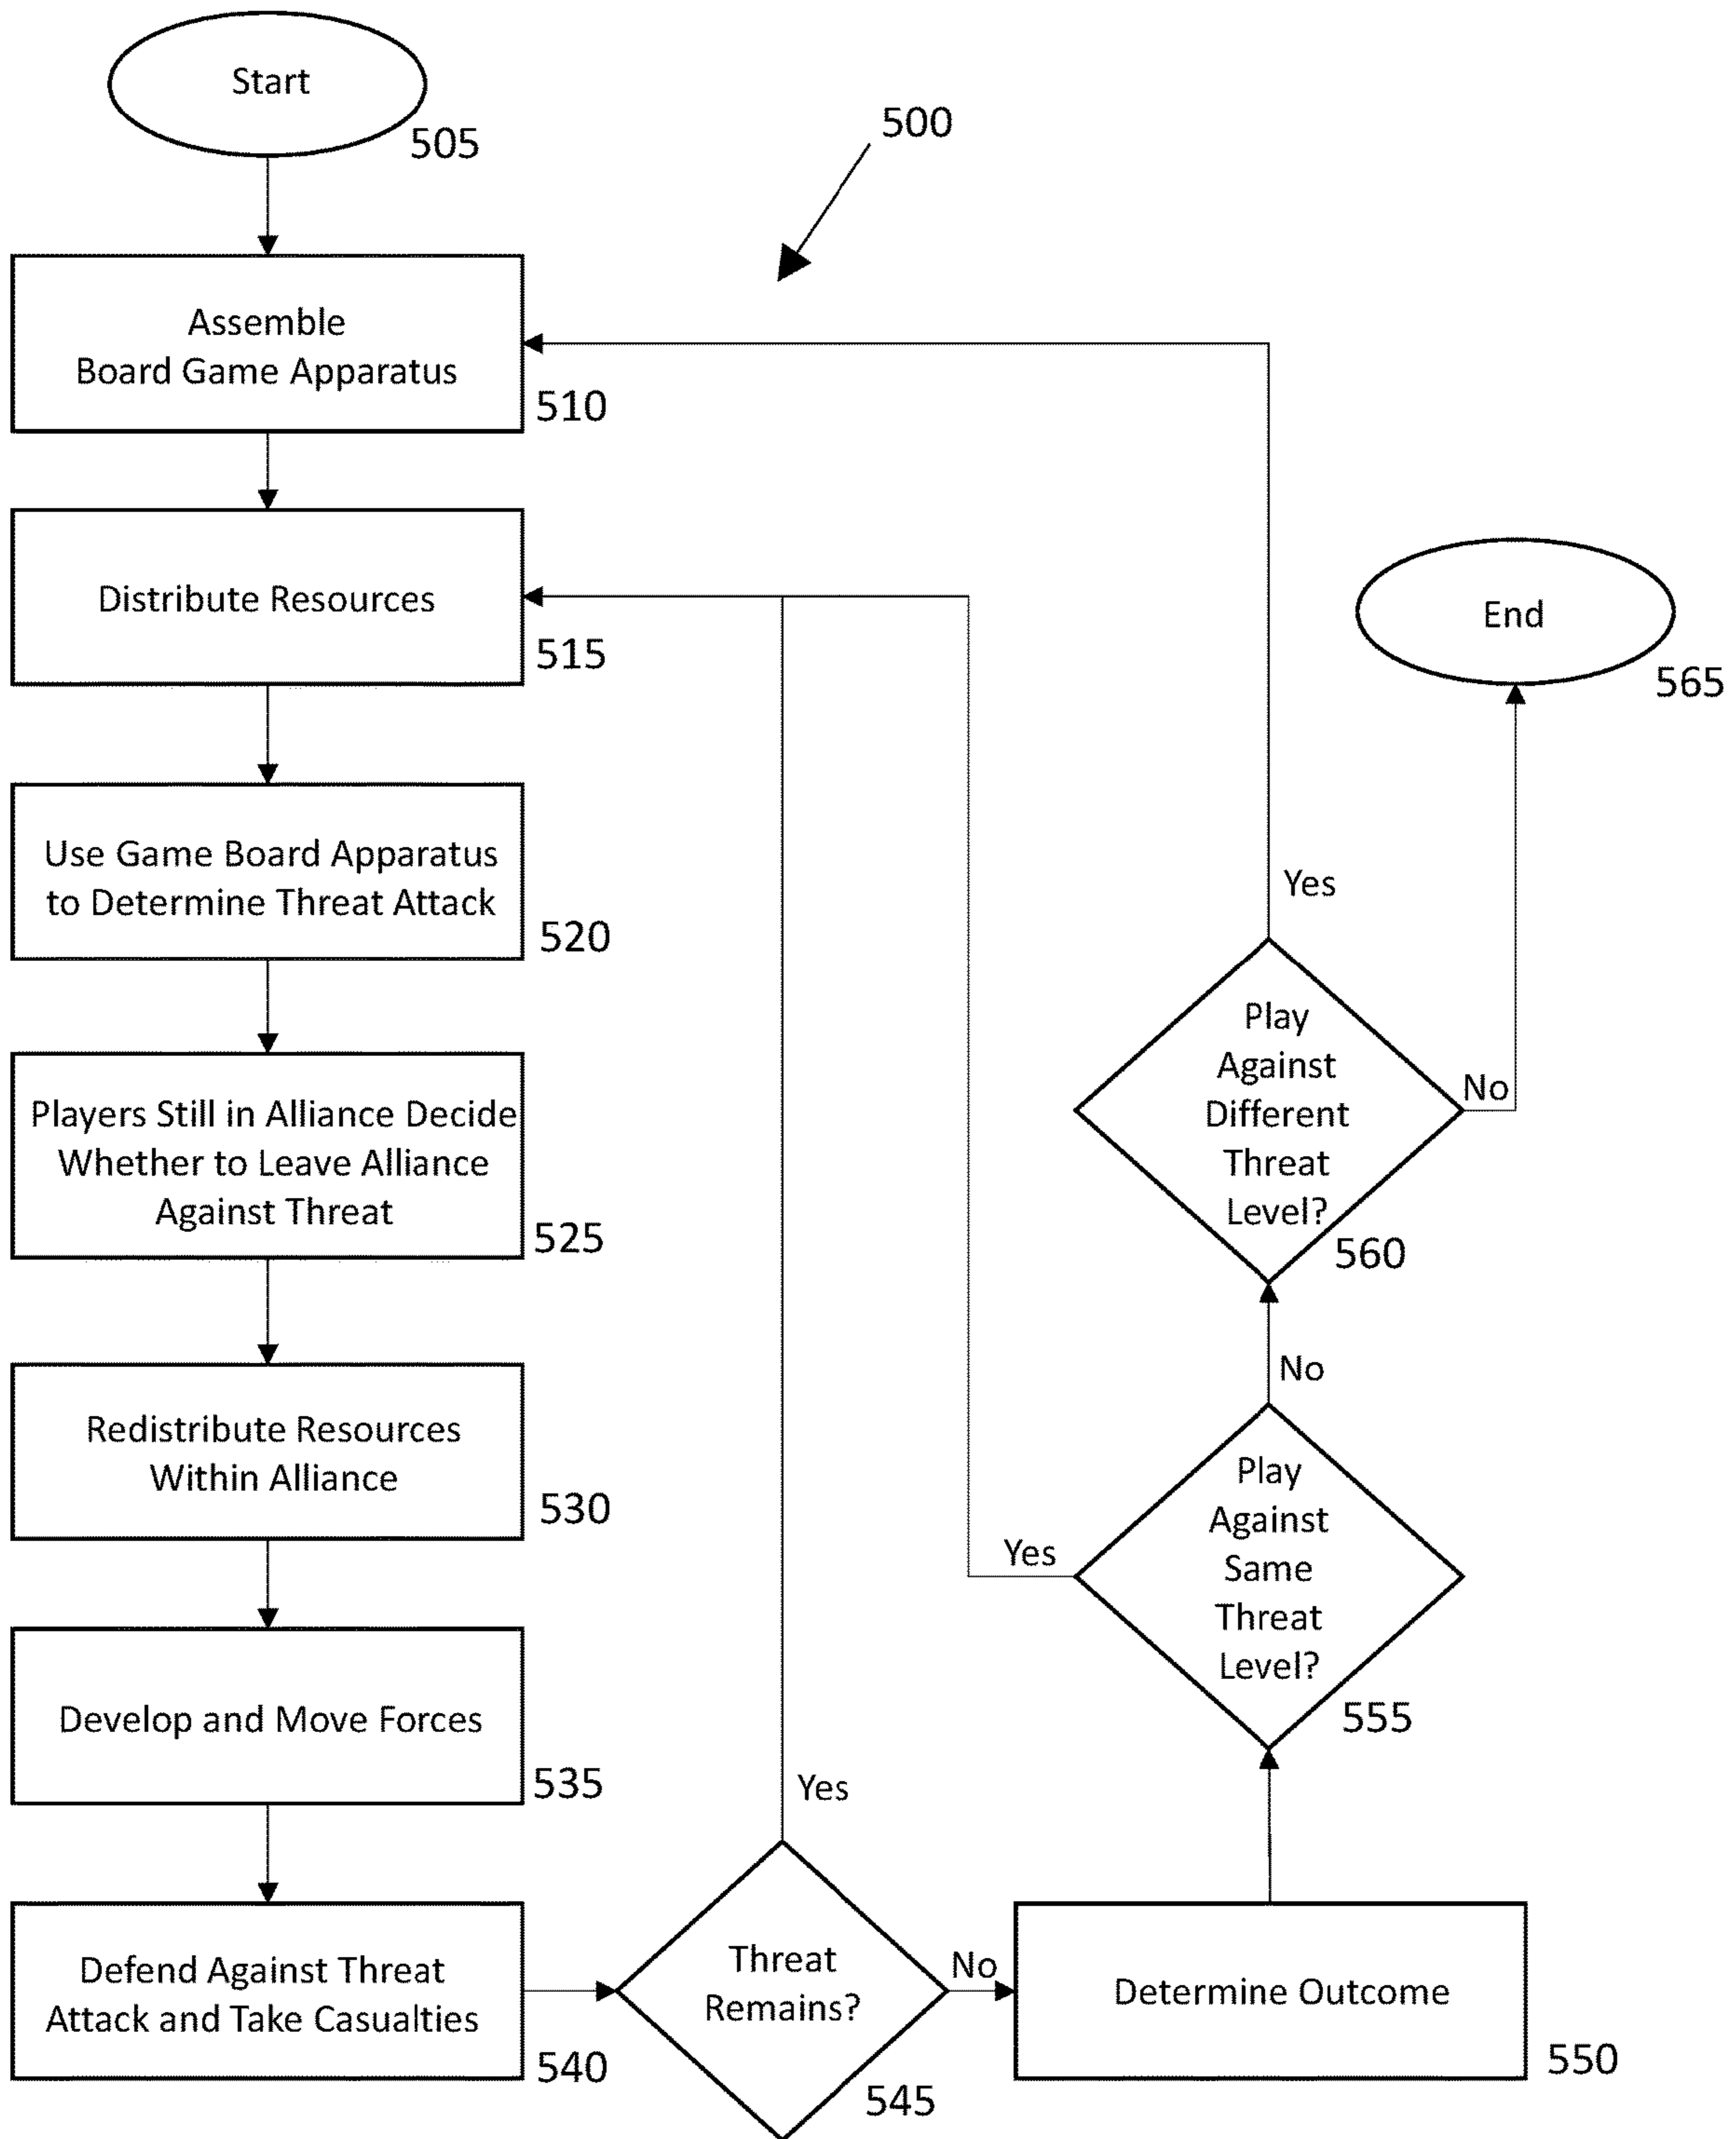 Start
505
500
Assemble
Board Game Apparatus
510
Distribute Resources
515
End
565
Use Game Board Apparatus
to Determine Threat Attack
520
Players Still in Alliance Decide
Whether to Leave Alliance
Against Threat
525
Redistribute Resources
Within Alliance
530
Develop and Move Forces
535
Defend Against Threat
Attack and Take Casualties
540
Yes
Threat
Remains?
545
No
Determine Outcome
550
Play
Against
Same
Threat
Level?
555
Yes
No
Play
Against
Different
Threat
Level?
560
Yes
No